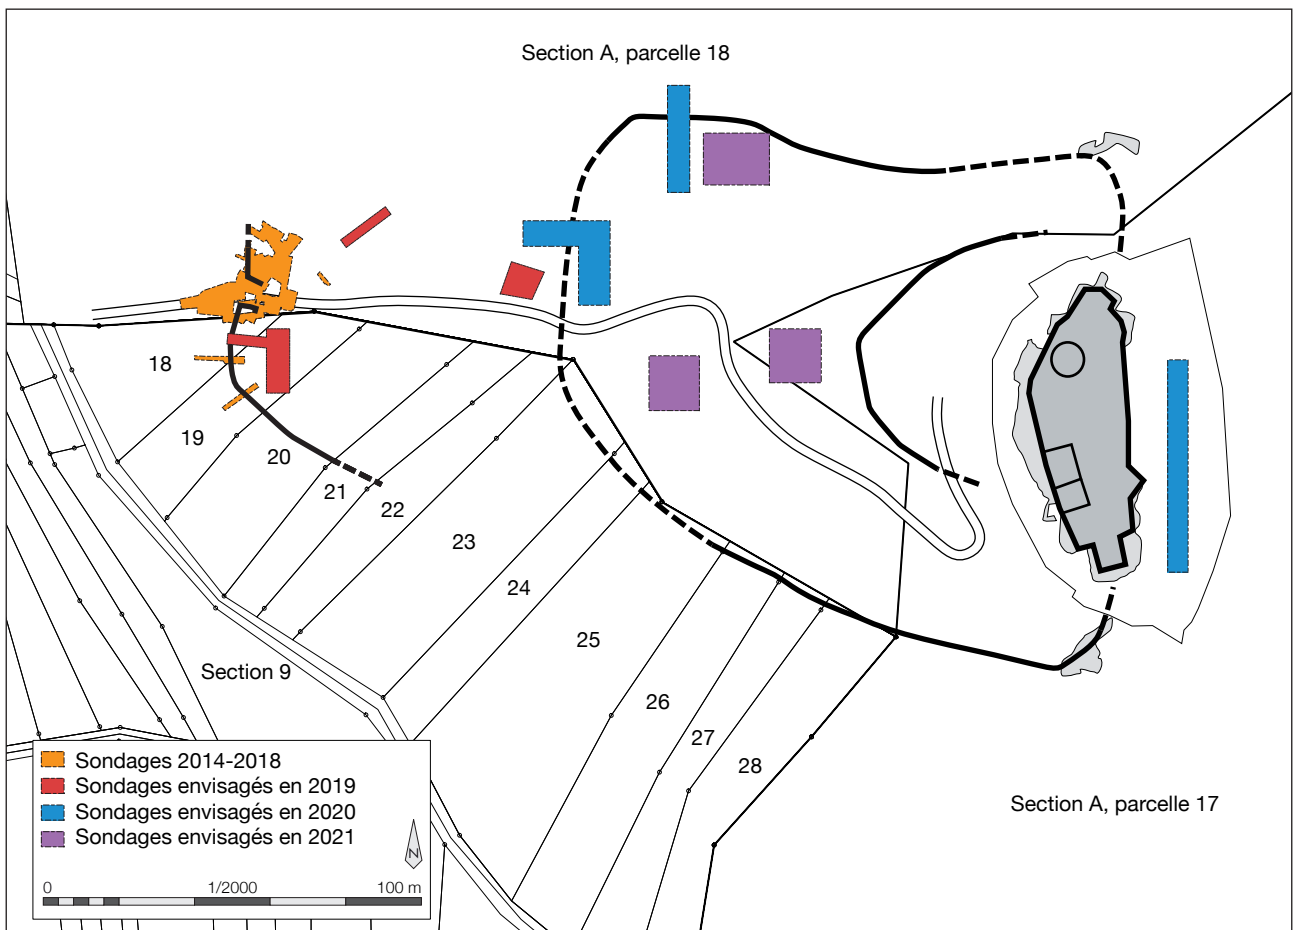 Section A, parcelle 18
18
19
20
21
22
23
24
25
26
27
28
Section 9
Section A, parcelle 17
Sondages 2014-2018
Sondages envisagés en 2019
Sondages envisagés en 2020
Sondages envisagés en 2021
N
0 1/2000 100 m